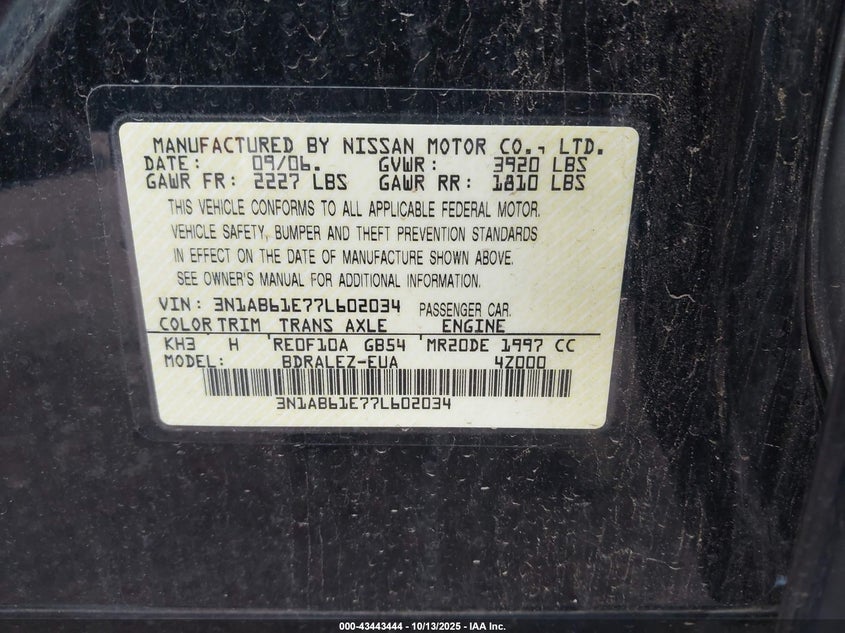 MANUFACTURED BY NISSAN MOTOR CO., LTD.
DATE: 09/06. GVWR: 3920 LBS
GAWR FR: 2227 LBS GAWR RR: 1810 LBS
THIS VEHICLE CONFORMS TO ALL APPLICABLE FEDERAL MOTOR.
VEHICLE SAFETY, BUMPER AND THEFT PREVENTION STANDARDS
IN EFFECT ON THE DATE OF MANUFACTURE SHOWN ABOVE.
SEE OWNER'S MANUAL FOR ADDITIONAL INFORMATION.
VIN: 3N1AB61E77L602034 PASSENGER CAR.
COLOR TRIM TRANS AXLE ENGINE
KH3 H 'RE0F10A GB54 'MR20DE 1997 CC
MODEL: BDRALEZ-EUA 4Z000
3N1AB61E77L602034
000-43443444 - 10/13/2025 - IAA Inc.